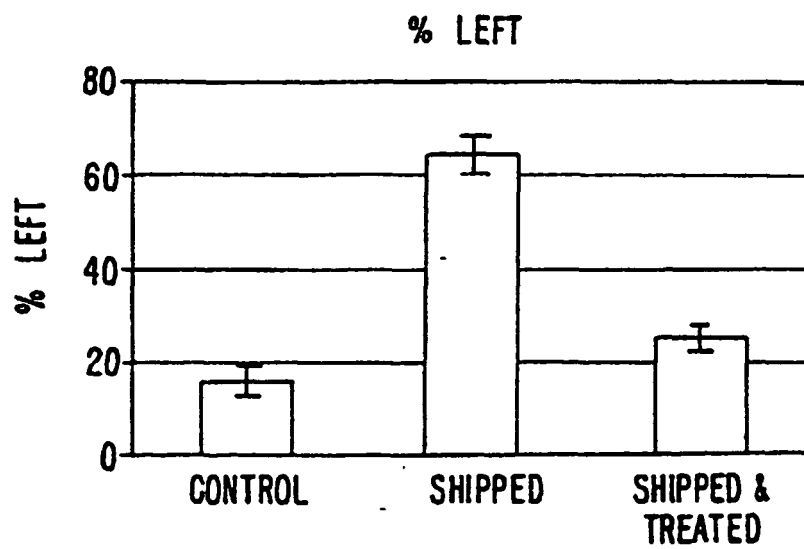 % LEFT
80
60
40
20
0
% LEFT
CONTROL
SHIPPED
SHIPPED &
TREATED